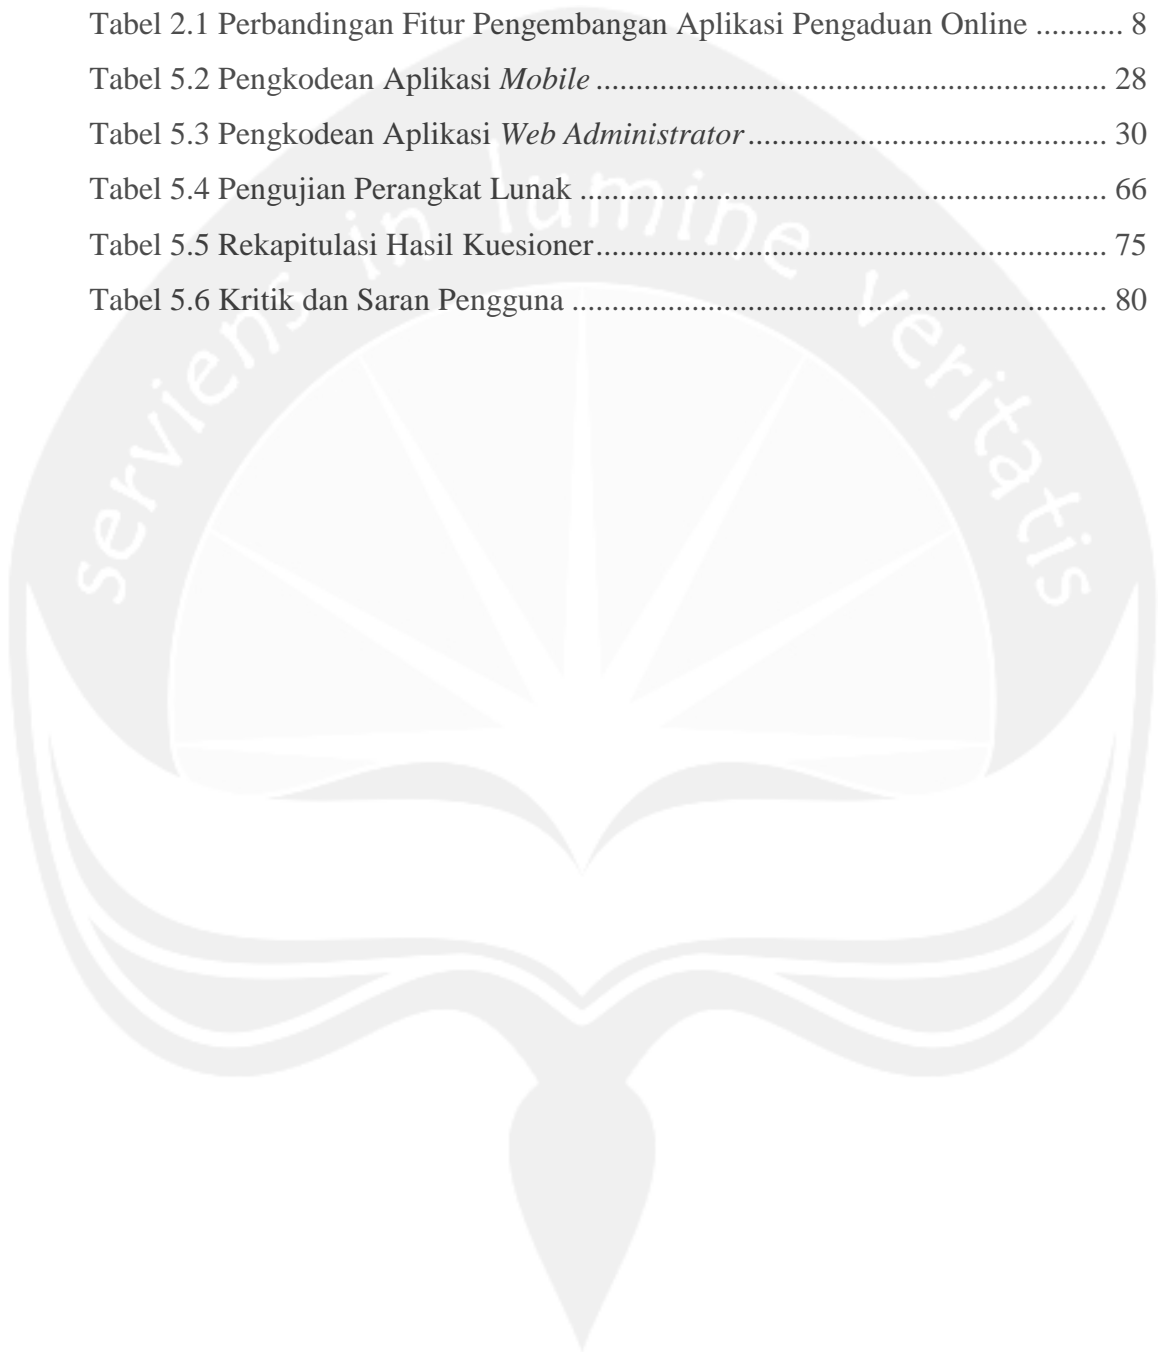 Tabel 2.1 Perbandingan Fitur Pengembangan Aplikasi Pengaduan Online ........... 8
Tabel 5.2 Pengkodean Aplikasi Mobile ................................................................ 28
Tabel 5.3 Pengkodean Aplikasi Web Administrator ............................................. 30
Tabel 5.4 Pengujian Perangkat Lunak .................................................................. 66
Tabel 5.5 Rekapitulasi Hasil Kuesioner ................................................................ 75
Tabel 5.6 Kritik dan Saran Pengguna ................................................................... 80
serviens in lumine veritatis